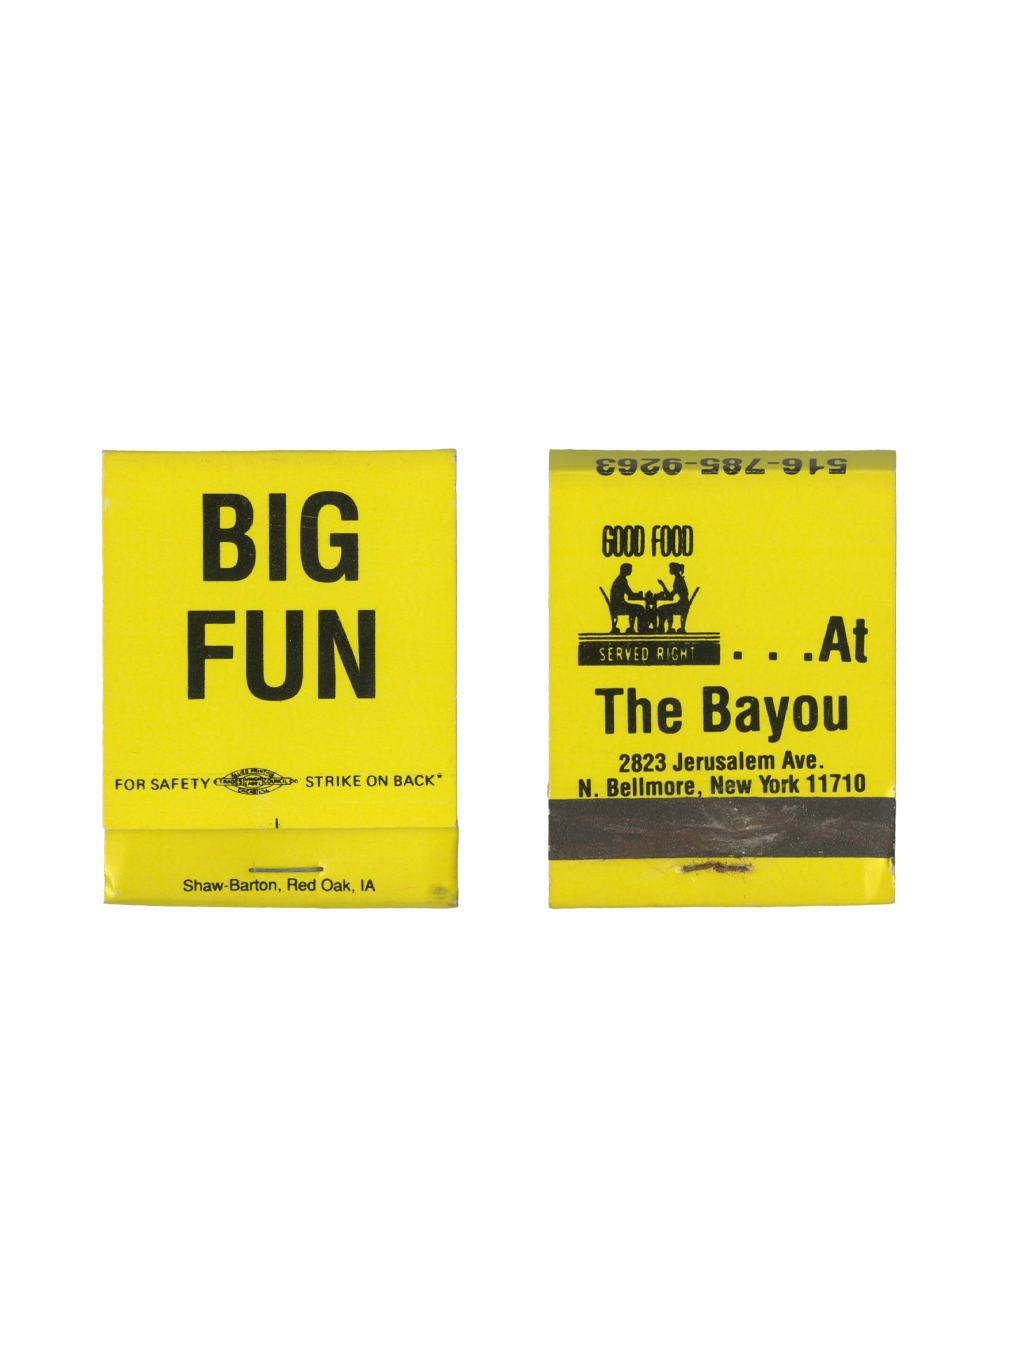 BIG
FUN
FOR SAFETY STRIKE ON BACK
Shaw-Barton, Red Oak, IA
516-785-9263
GOOD FOOD
SERVED RIGHT
. . .At
The Bayou
2823 Jerusalem Ave.
N. Bellmore, New York 11710